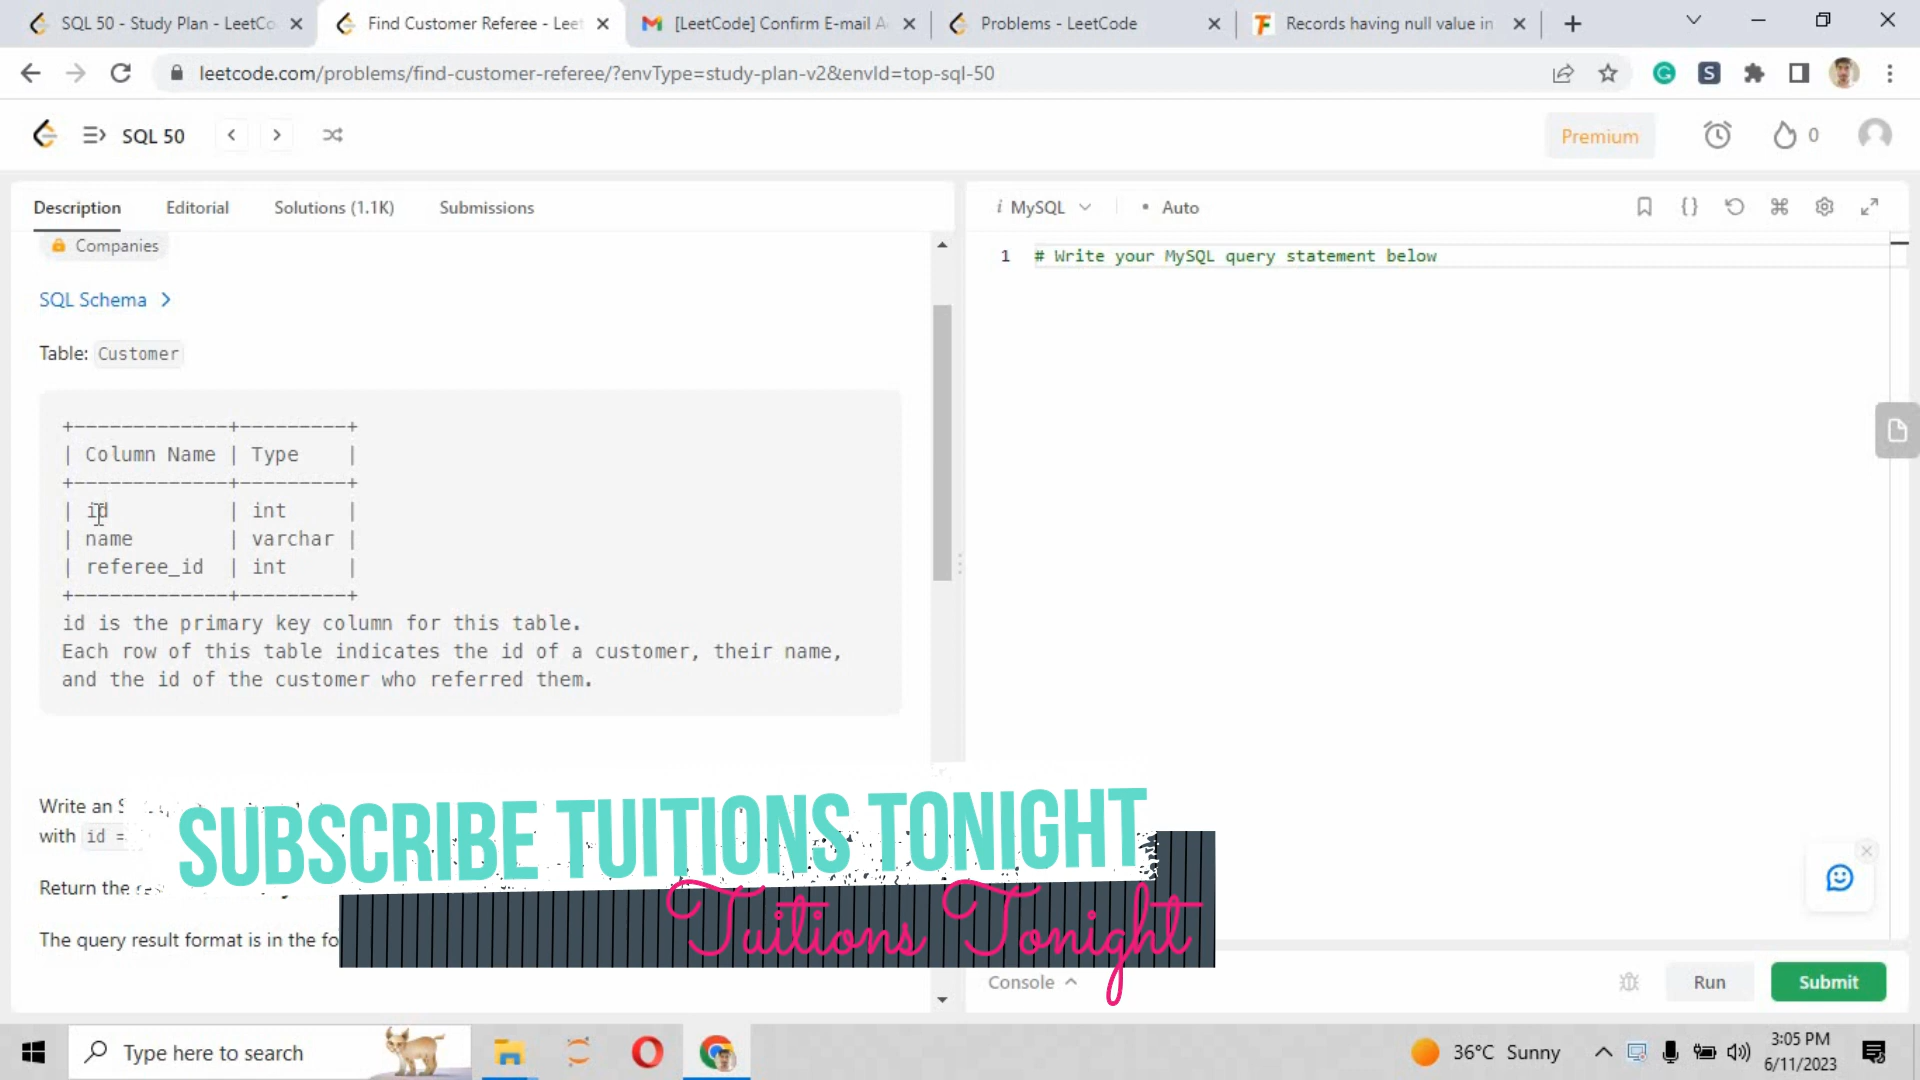 SQL 50 - Study Plan - LeetCo
Find Customer Referee - Leet
[LeetCode] Confirm E-mail A
Problems - LeetCode
Records having null value in
leetcode.com/problems/find-customer-referee/?envType=study-plan-v2&envId=top-sql-50
SQL 50
Premium
0
Description
Editorial
Solutions (1.1K)
Submissions
i MySQL
• Auto
Companies
1 # Write your MySQL query statement below
SQL Schema >
Table: Customer
+-------------+---------+
| Column Name | Type    |
+-------------+---------+
| id          | int     |
| name        | varchar |
| referee_id  | int     |
+-------------+---------+
id is the primary key column for this table.
Each row of this table indicates the id of a customer, their name,
and the id of the customer who referred them.
Write an
with id =
Return the
The query result format is in the fo
SUBSCRIBE TUITIONS TONIGHT
Tuitions Tonight
Console
Run
Submit
Type here to search
36°C Sunny
3:05 PM
6/11/2023